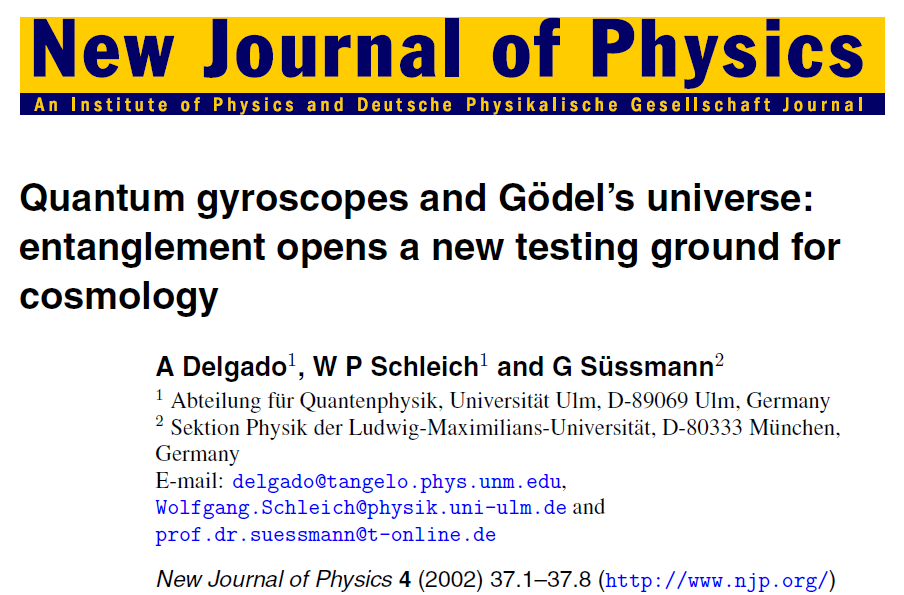 New Journal of Physics
An Institute of Physics and Deutsche Physikalische Gesellschaft Journal
Quantum gyroscopes and Gödel's universe:
entanglement opens a new testing ground for
cosmology
A Delgado¹, W P Schleich¹ and G Süssmann²
¹ Abteilung für Quantenphysik, Universität Ulm, D-89069 Ulm, Germany
² Sektion Physik der Ludwig-Maximilians-Universität, D-80333 München,
Germany
E-mail: delgado@tangelo.phys.unm.edu,
Wolfgang.Schleich@physik.uni-ulm.de and
prof.dr.suessmann@t-online.de
New Journal of Physics 4 (2002) 37.1–37.8 (http://www.njp.org/)